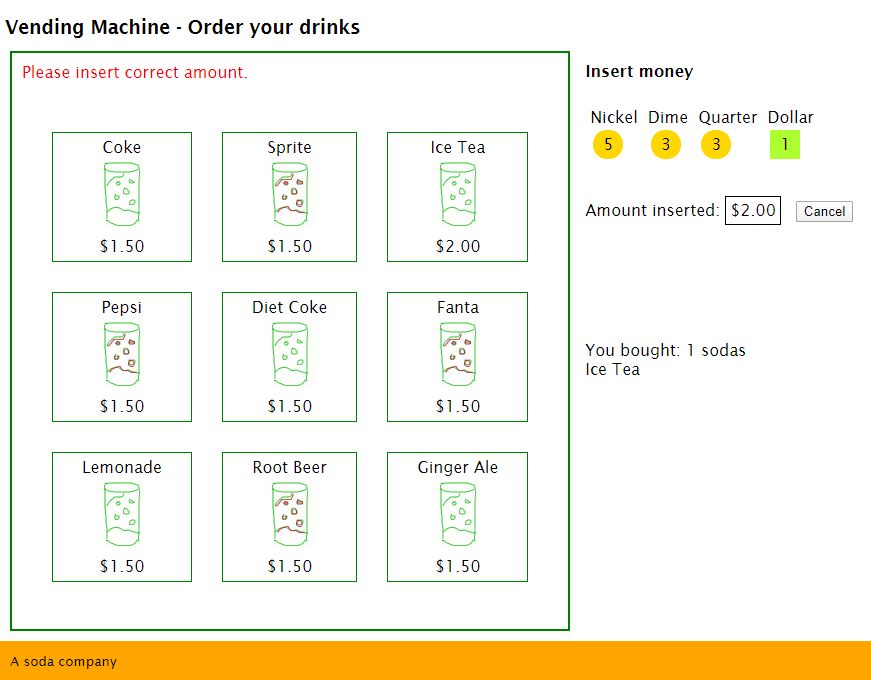 Vending Machine - Order your drinks
Please insert correct amount.
Coke Sprite Ice Tea
$1.50 $1.50 $2.00
Pepsi Diet Coke Fanta
$1.50 $1.50 $1.50
Lemonade Root Beer Ginger Ale
$1.50 $1.50 $1.50
Insert money
Nickel Dime Quarter Dollar
5 3 3 1
Amount inserted: $2.00 Cancel
You bought: 1 sodas
Ice Tea
A soda company